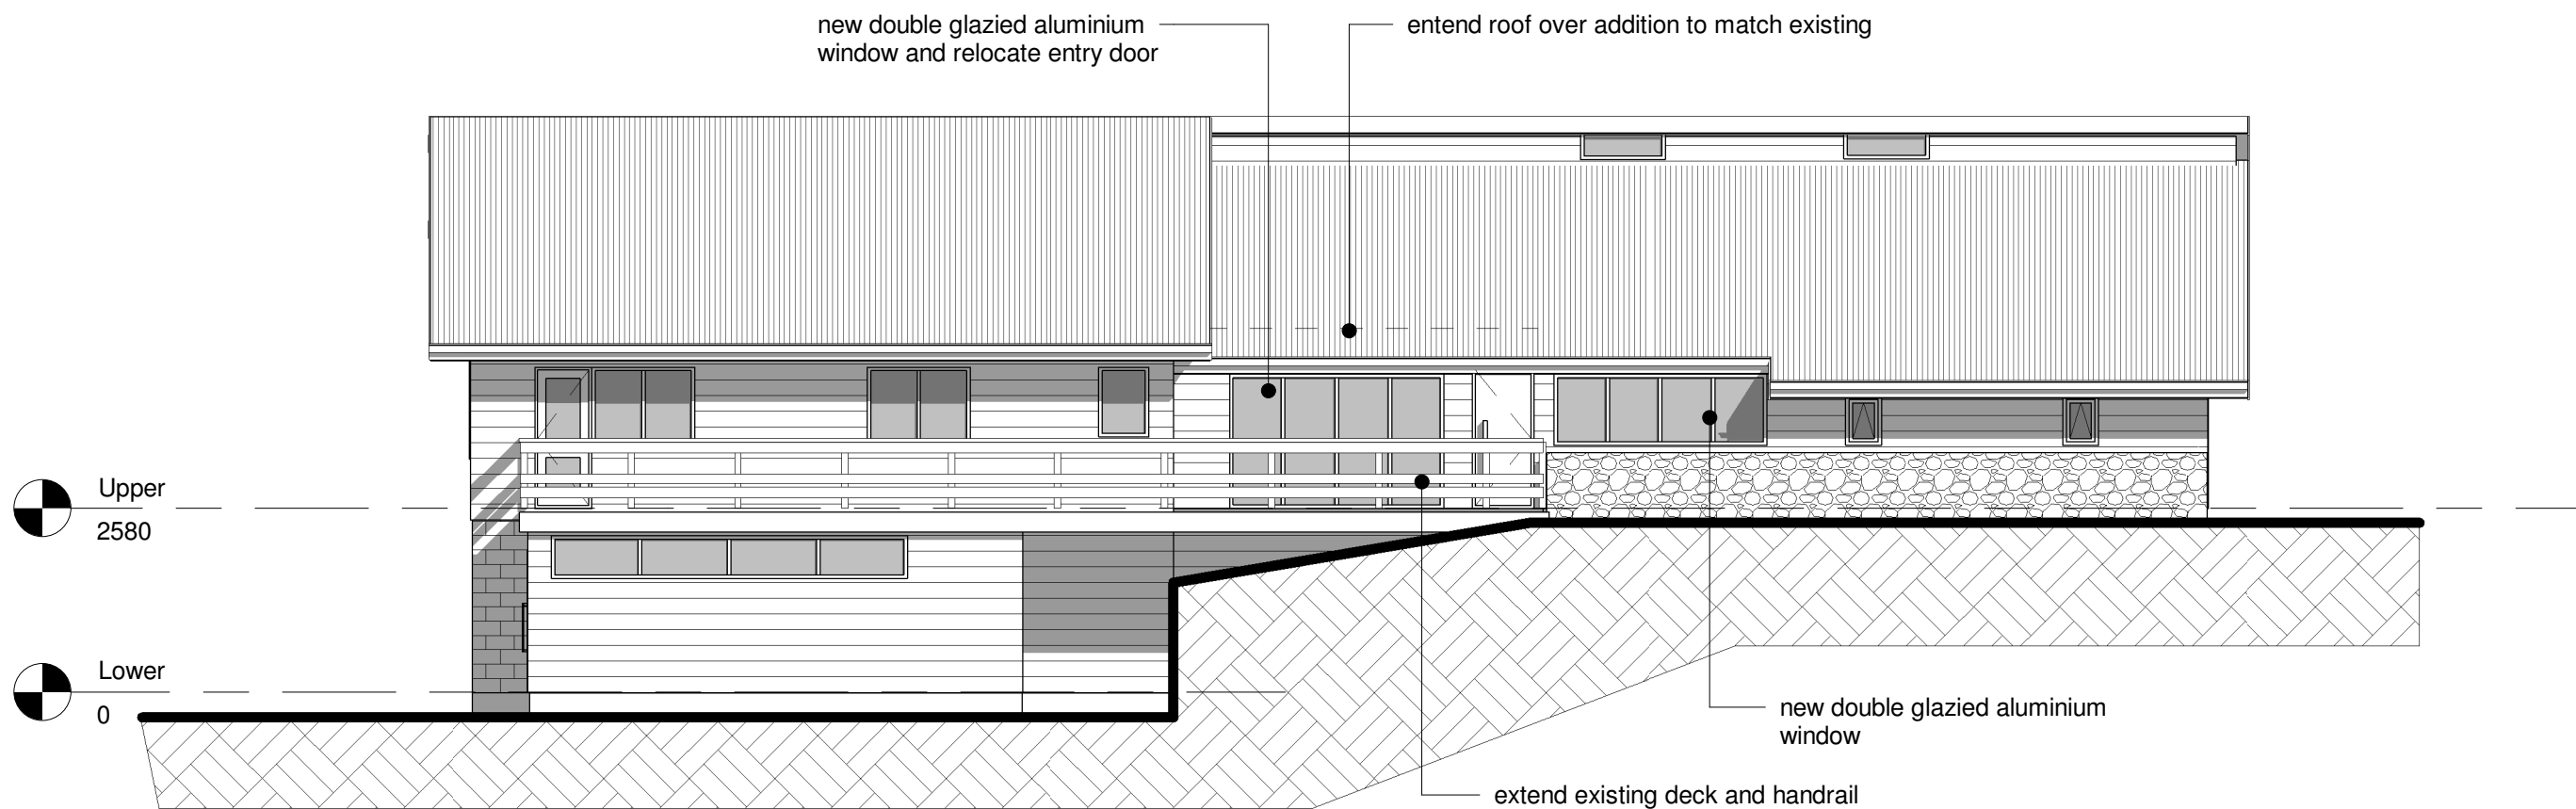 new double glazied aluminium
window and relocate entry door
entend roof over addition to match existing
Upper
2580
Lower
0
new double glazied aluminium
window
extend existing deck and handrail